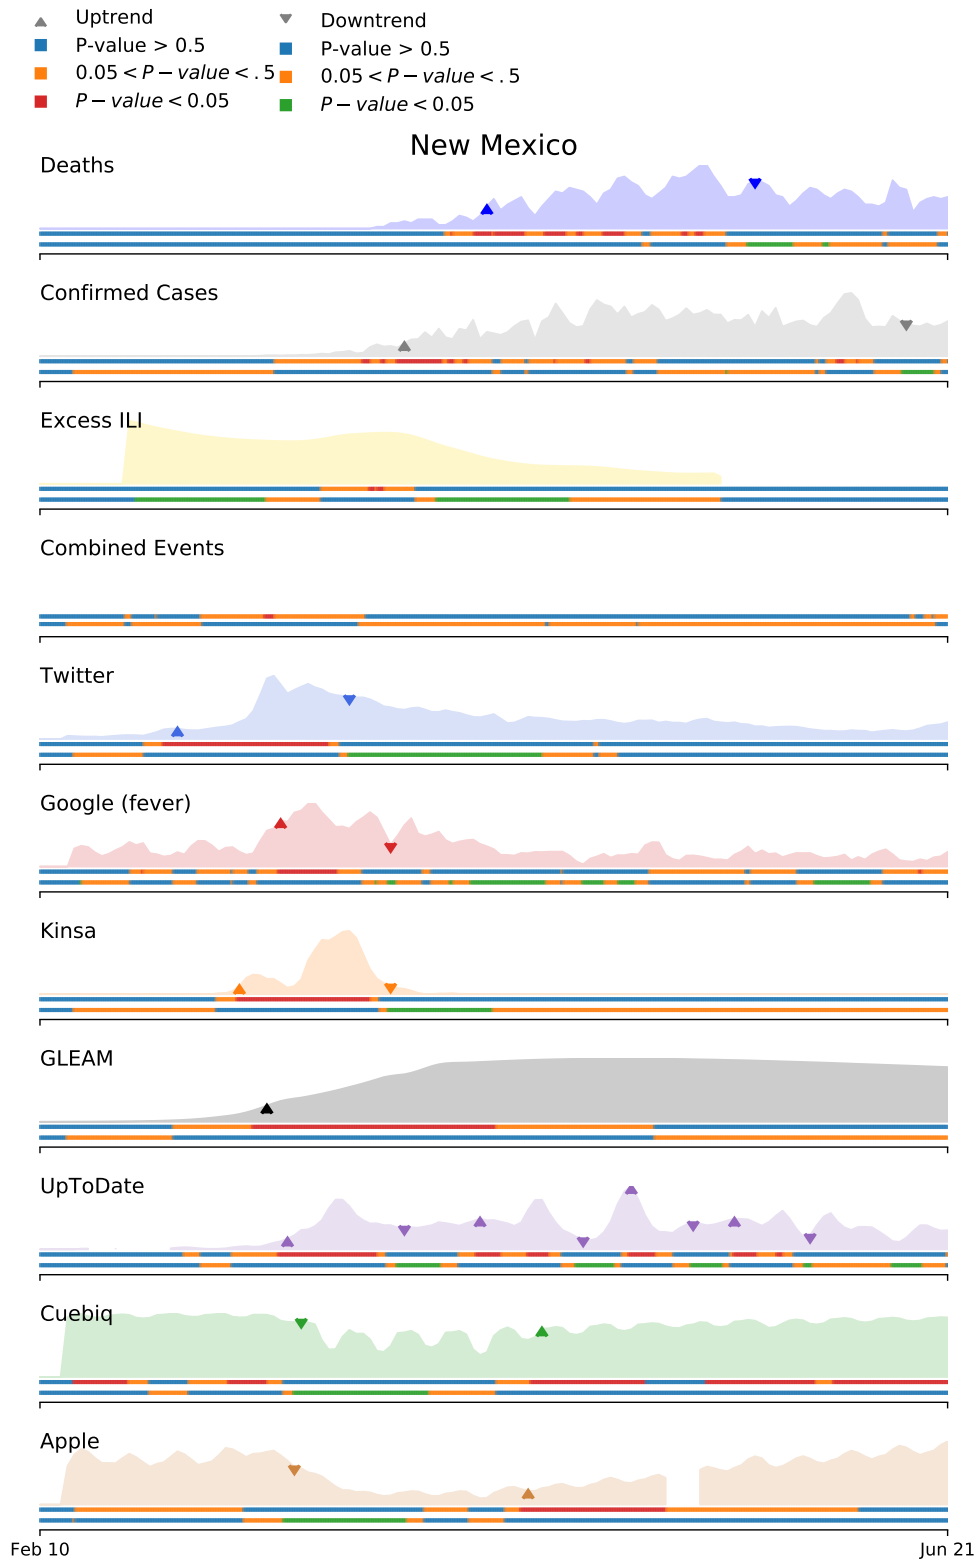 Uptrend
P-value > 0.5
0.05 < P − value < .5
P − value < 0.05
Downtrend
P-value > 0.5
0.05 < P − value < .5
P − value < 0.05
New Mexico
Deaths
Confirmed Cases
Excess ILI
Combined Events
Twitter
Google (fever)
Kinsa
GLEAM
UpToDate
Cuebiq
Apple
Feb 10
Jun 21